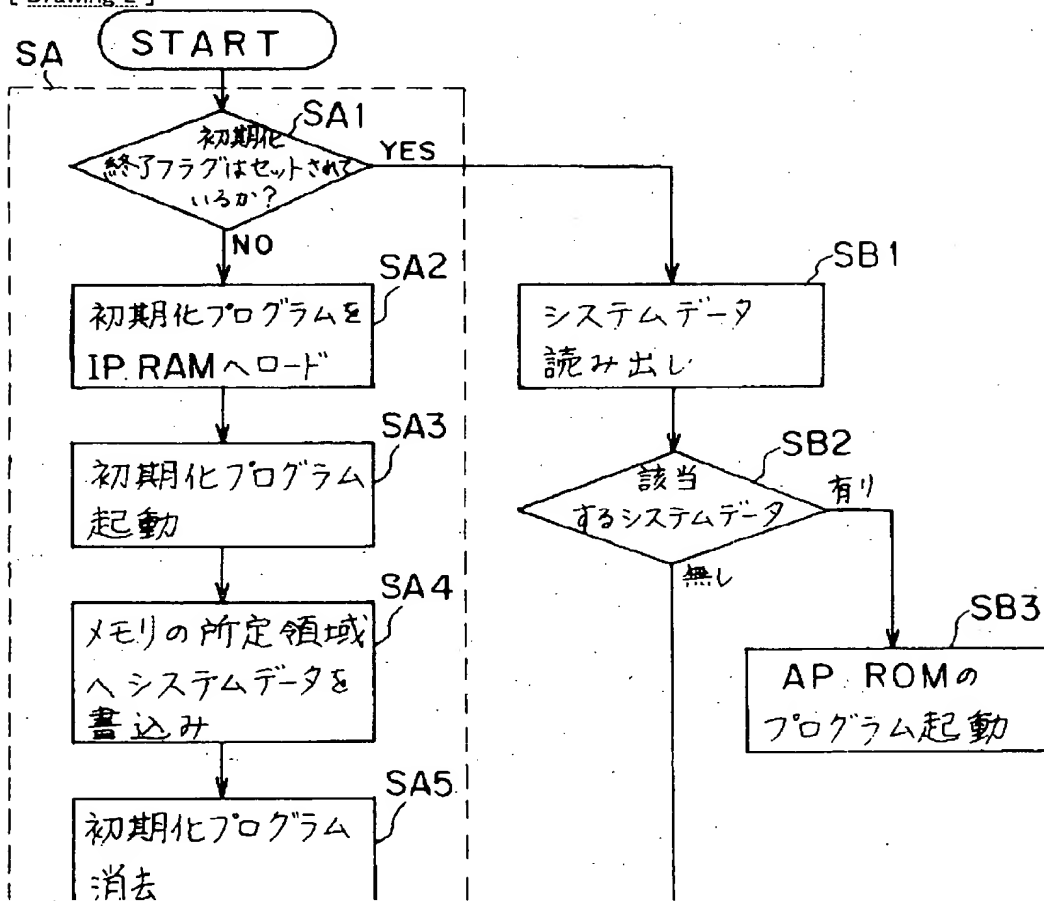 [ Drawing 2 ]
START
SA
SA1
初期化
終了フラグはセットされて
いるか?
YES
NO
SA2
初期化プログラムを
IP RAMへロード
SA3
初期化プログラム
起動
SA4
メモリの所定領域
へシステムデータを
書込み
SA5
初期化プログラム
消去
SB1
システムデータ
読み出し
SB2
該当
するシステムデータ
有り
無し
SB3
AP ROMの
プログラム起動